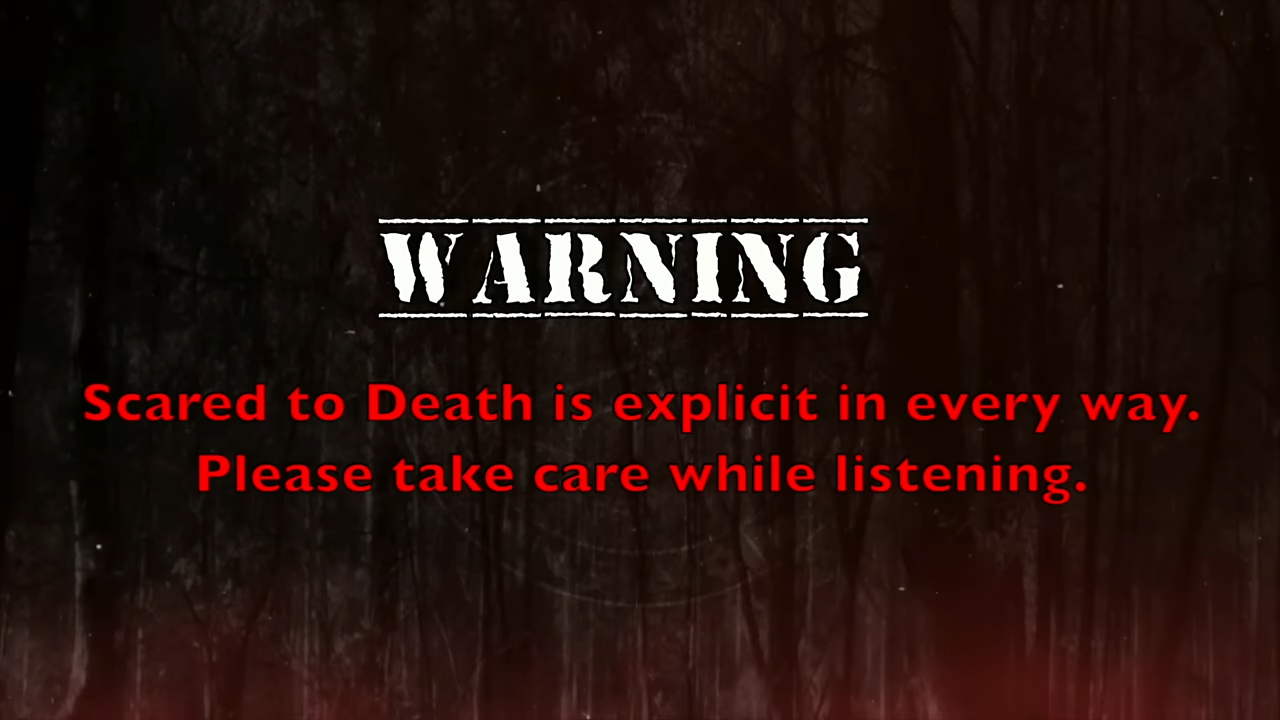 WARNING
Scared to Death is explicit in every way.
Please take care while listening.